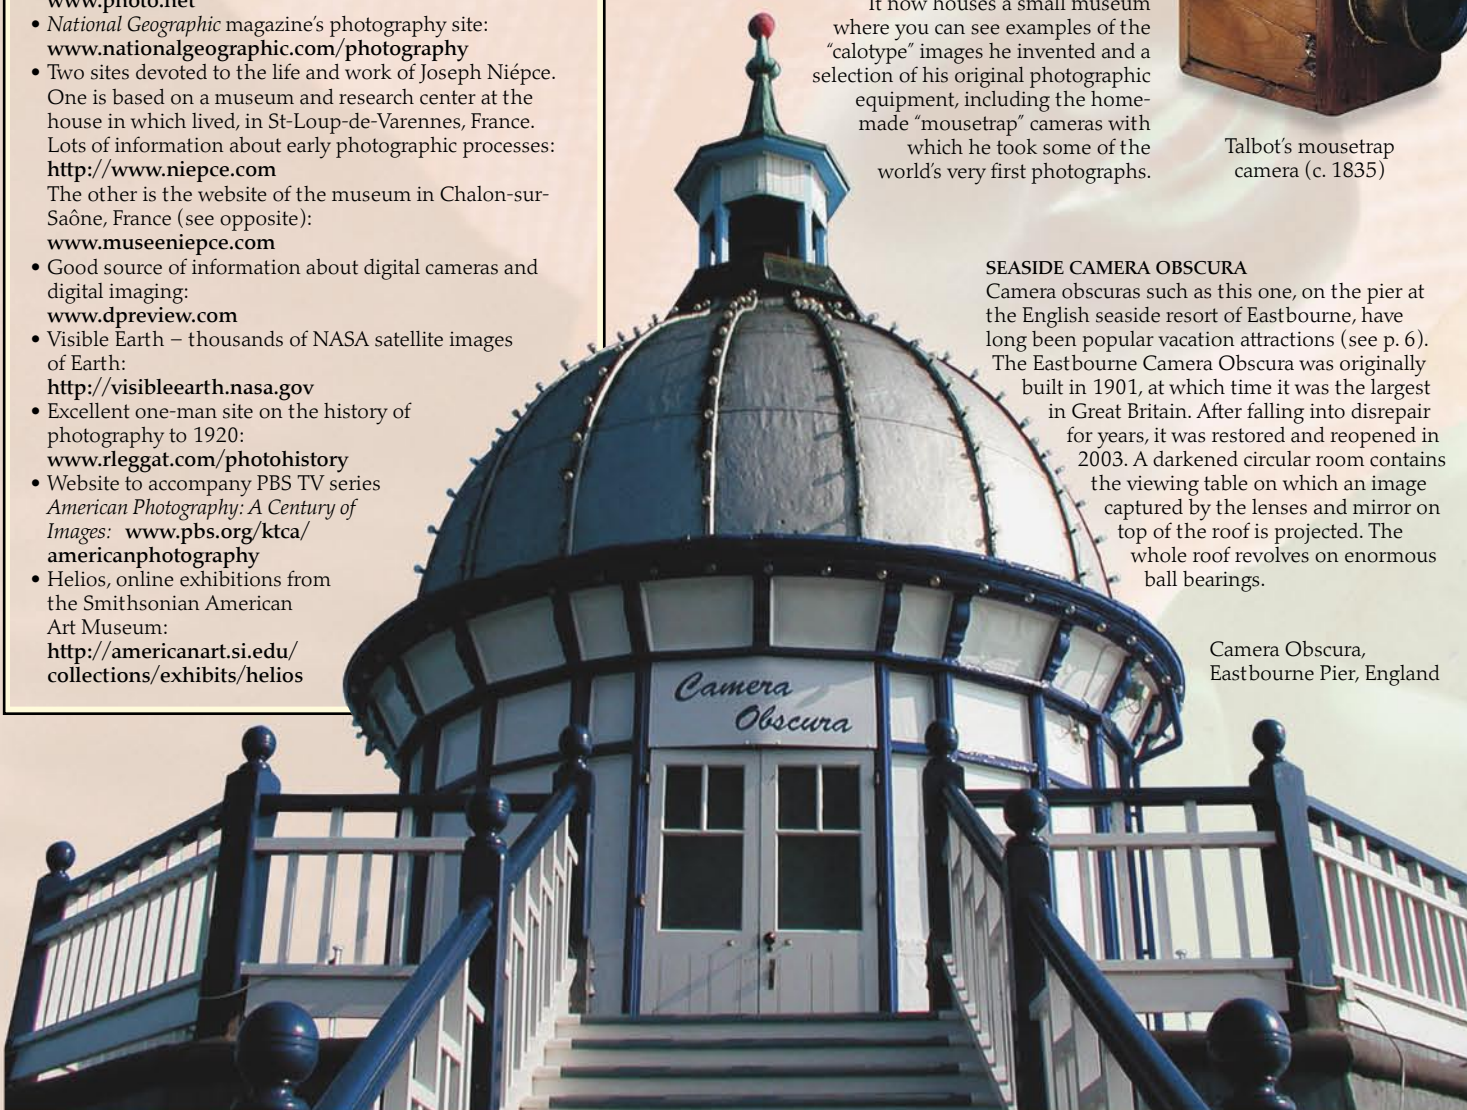 www.photo.net
• National Geographic magazine's photography site:
www.nationalgeographic.com/photography
• Two sites devoted to the life and work of Joseph Niépce.
One is based on a museum and research center at the
house in which lived, in St-Loup-de-Varennes, France.
Lots of information about early photographic processes:
http://www.niepce.com
The other is the website of the museum in Chalon-sur-
Saône, France (see opposite):
www.museeniepce.com
• Good source of information about digital cameras and
digital imaging:
www.dpreview.com
• Visible Earth – thousands of NASA satellite images
of Earth:
http://visibleearth.nasa.gov
• Excellent one-man site on the history of
photography to 1920:
www.rleggat.com/photohistory
• Website to accompany PBS TV series
American Photography: A Century of
Images: www.pbs.org/ktca/
americanphotography
• Helios, online exhibitions from
the Smithsonian American
Art Museum:
http://americanart.si.edu/
collections/exhibits/helios
It now houses a small museum
where you can see examples of the
“calotype” images he invented and a
selection of his original photographic
equipment, including the home-
made “mousetrap” cameras with
which he took some of the
world's very first photographs.
Talbot's mousetrap
camera (c. 1835)
SEASIDE CAMERA OBSCURA
Camera obscuras such as this one, on the pier at
the English seaside resort of Eastbourne, have
long been popular vacation attractions (see p. 6).
The Eastbourne Camera Obscura was originally
built in 1901, at which time it was the largest
in Great Britain. After falling into disrepair
for years, it was restored and reopened in
2003. A darkened circular room contains
the viewing table on which an image
captured by the lenses and mirror on
top of the roof is projected. The
whole roof revolves on enormous
ball bearings.
Camera Obscura,
Eastbourne Pier, England
Camera
Obscura